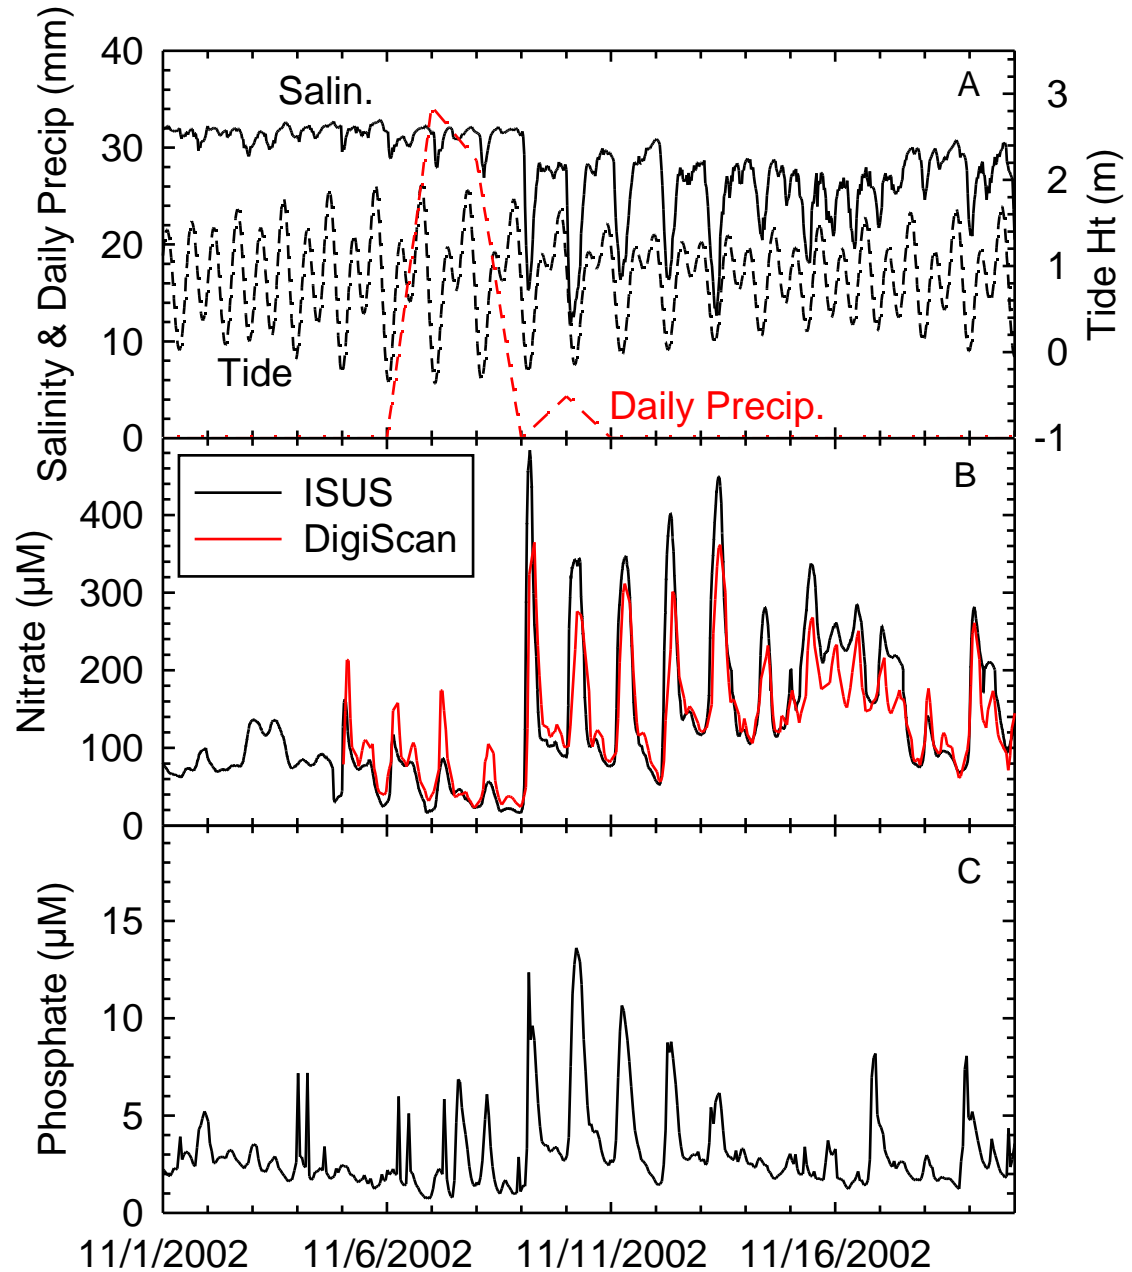 Salinity & Daily Precip (mm)
40
30
20
10
0
A
Salin.
Tide
Daily Precip.
3
2
1
0
-1
Tide Ht (m)
Nitrate (µM)
400
300
200
100
0
B
ISUS
DigiScan
Phosphate (µM)
15
10
5
0
C
11/1/2002 11/6/2002 11/11/2002 11/16/2002